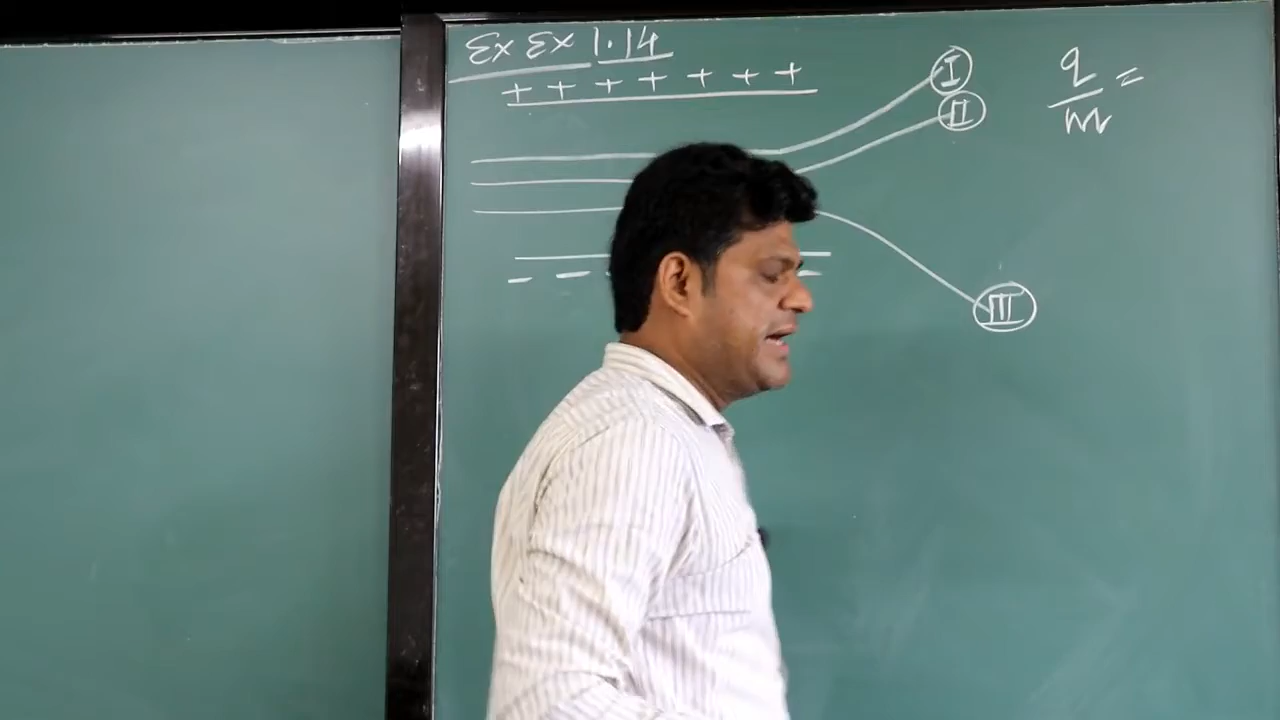 Ex Ex 1.14
+ + + + + + +
I
II
q/m =
- -
III